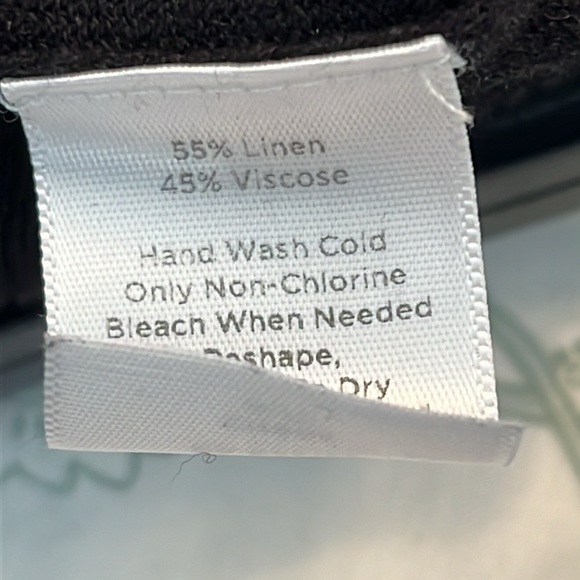 55% Linen
45% Viscose
Hand Wash Cold
Only Non-Chlorine
Bleach When Needed
Reshape,
Dry